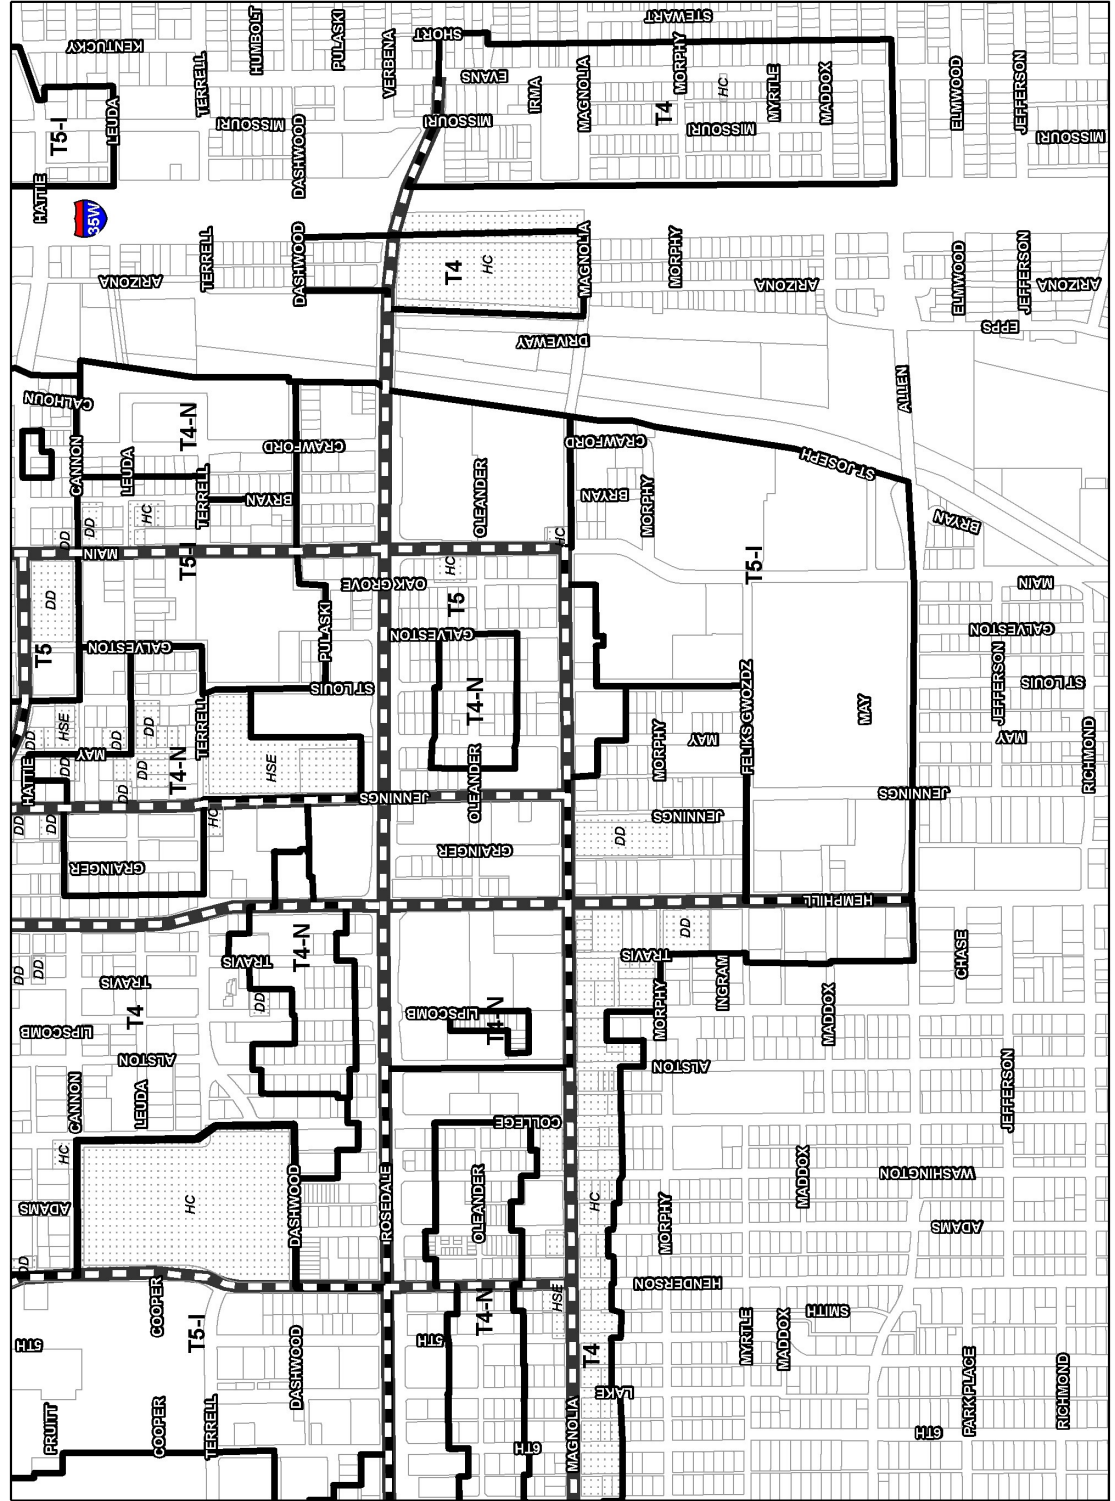 STEWART
SHORT
KENTUCKY
HUMBOLT
PULASKI
VERBENA
TERRELL
EVANS
IRMA
MAGNOLIA
MORPHY
HC
MYRTLE
MADDOX
ELMWOOD
JEFFERSON
T5-I
LEUDA
MISSOURI
DASHWOOD
MISSOURI
T4
MISSOURI
MISSOURI
HATTIE
35W
ARIZONA
TERRELL
DASHWOOD
T4
HC
MAGNOLIA
MORPHY
ARIZONA
ELMWOOD
JEFFERSON
ARIZONA
EPPS
DRIVEWAY
ALLEN
CALHOUN
CANNON
LEUDA
T4-N
TERRELL
CRAWFORD
CRAWFORD
ST JOSEPH
BRYAN
OLEANDER
BRYAN
MORPHY
BRYAN
DD
DD
HC
HC
MAIN
T5-I
DD
OAK GROVE
HC
T5
T5-I
MAIN
T5
GALVESTON
PULASKI
GALVESTON
GALVESTON
ST LOUIS
T4-N
FELIKS GWOZDZ
MAY
JEFFERSON
ST LOUIS
DD
HSE
DD
DD
MAY
TERRELL
MORPHY
MAY
MAY
RICHMOND
HATTIE
DD
DD
DD
T4-N
HSE
OLEANDER
JENNINGS
JENNINGS
JENNINGS
DD
DD
HC
GRAINGER
GRAINGER
DD
HEMPHILL
DD
DD
TRAVIS
TRAVIS
T4-N
DD
TRAVIS
DD
INGRAM
CHASE
LIPSCOMB
T4
LIPSCOMB
T4-N
MORPHY
MADDOX
ALSTON
ALSTON
CANNON
LEUDA
COLLEGE
JEFFERSON
HC
ADAMS
HC
DASHWOOD
ROSEDALE
OLEANDER
HC
MORPHY
MADDOX
WASHINGTON
ADAMS
DD
COOPER
HENDERSON
HSE
T5-I
T4-N
5TH
5TH
DASHWOOD
T4
MYRTLE
MADDOX
SMITH
LAKE
PRUITT
COOPER
TERRELL
6TH
MAGNOLIA
6TH
PARK PLACE
RICHMOND